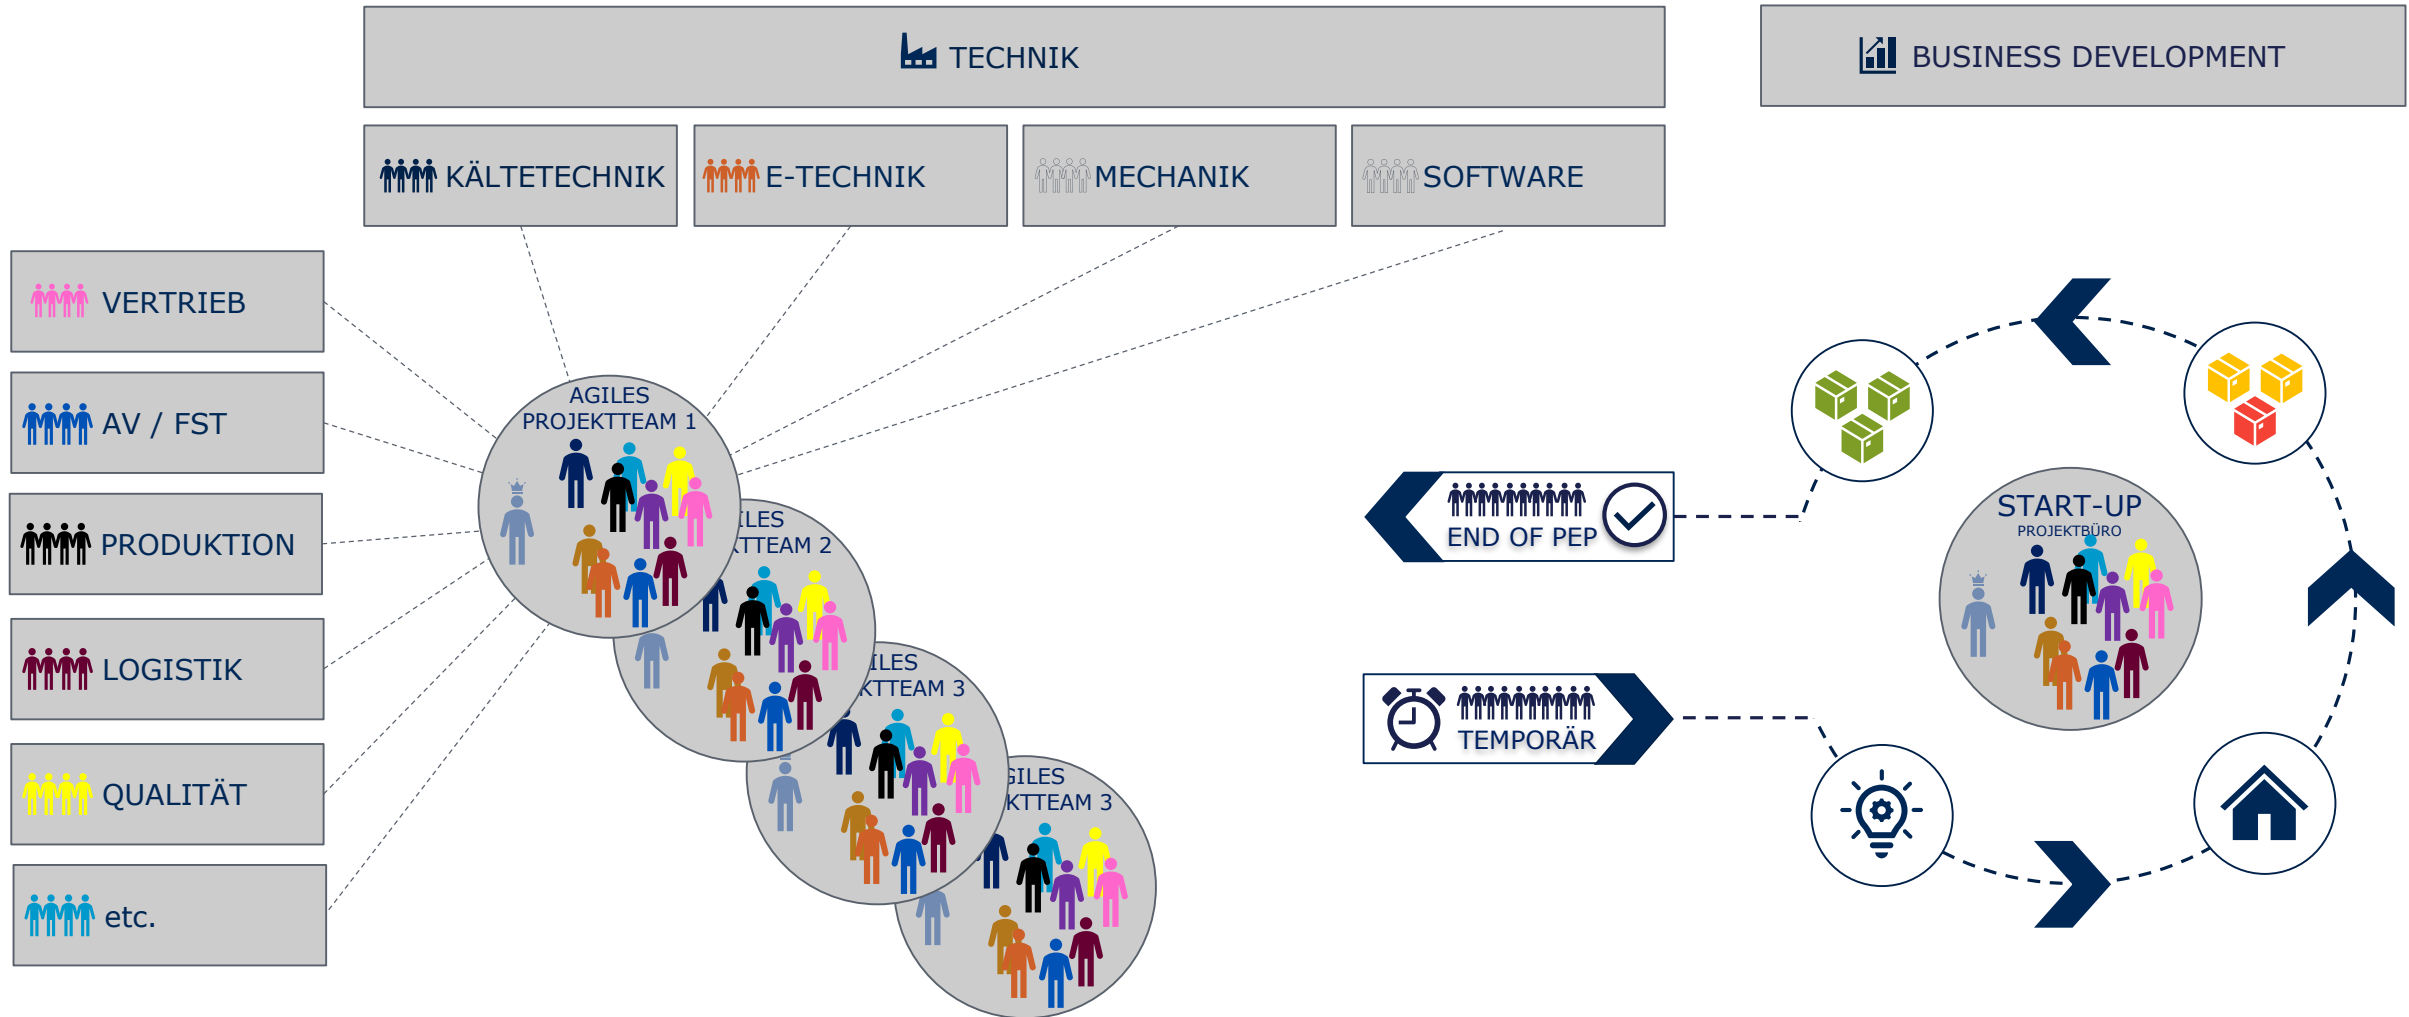 TECHNIK
BUSINESS DEVELOPMENT
KÄLTETECHNIK
E-TECHNIK
MECHANIK
SOFTWARE
VERTRIEB
AV / FST
PRODUKTION
LOGISTIK
QUALITÄT
etc.
AGILES
PROJEKTTEAM 1
ILES
KTTEAM 2
ILES
KTTEAM 3
GILES
KTTEAM 3
END OF PEP
TEMPORÄR
START-UP
PROJEKTBÜRO